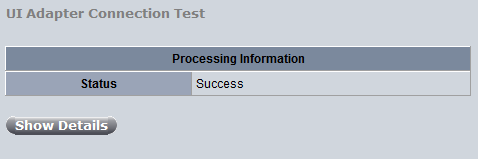 UI Adapter Connection Test
Processing Information
Status Success
Show Details